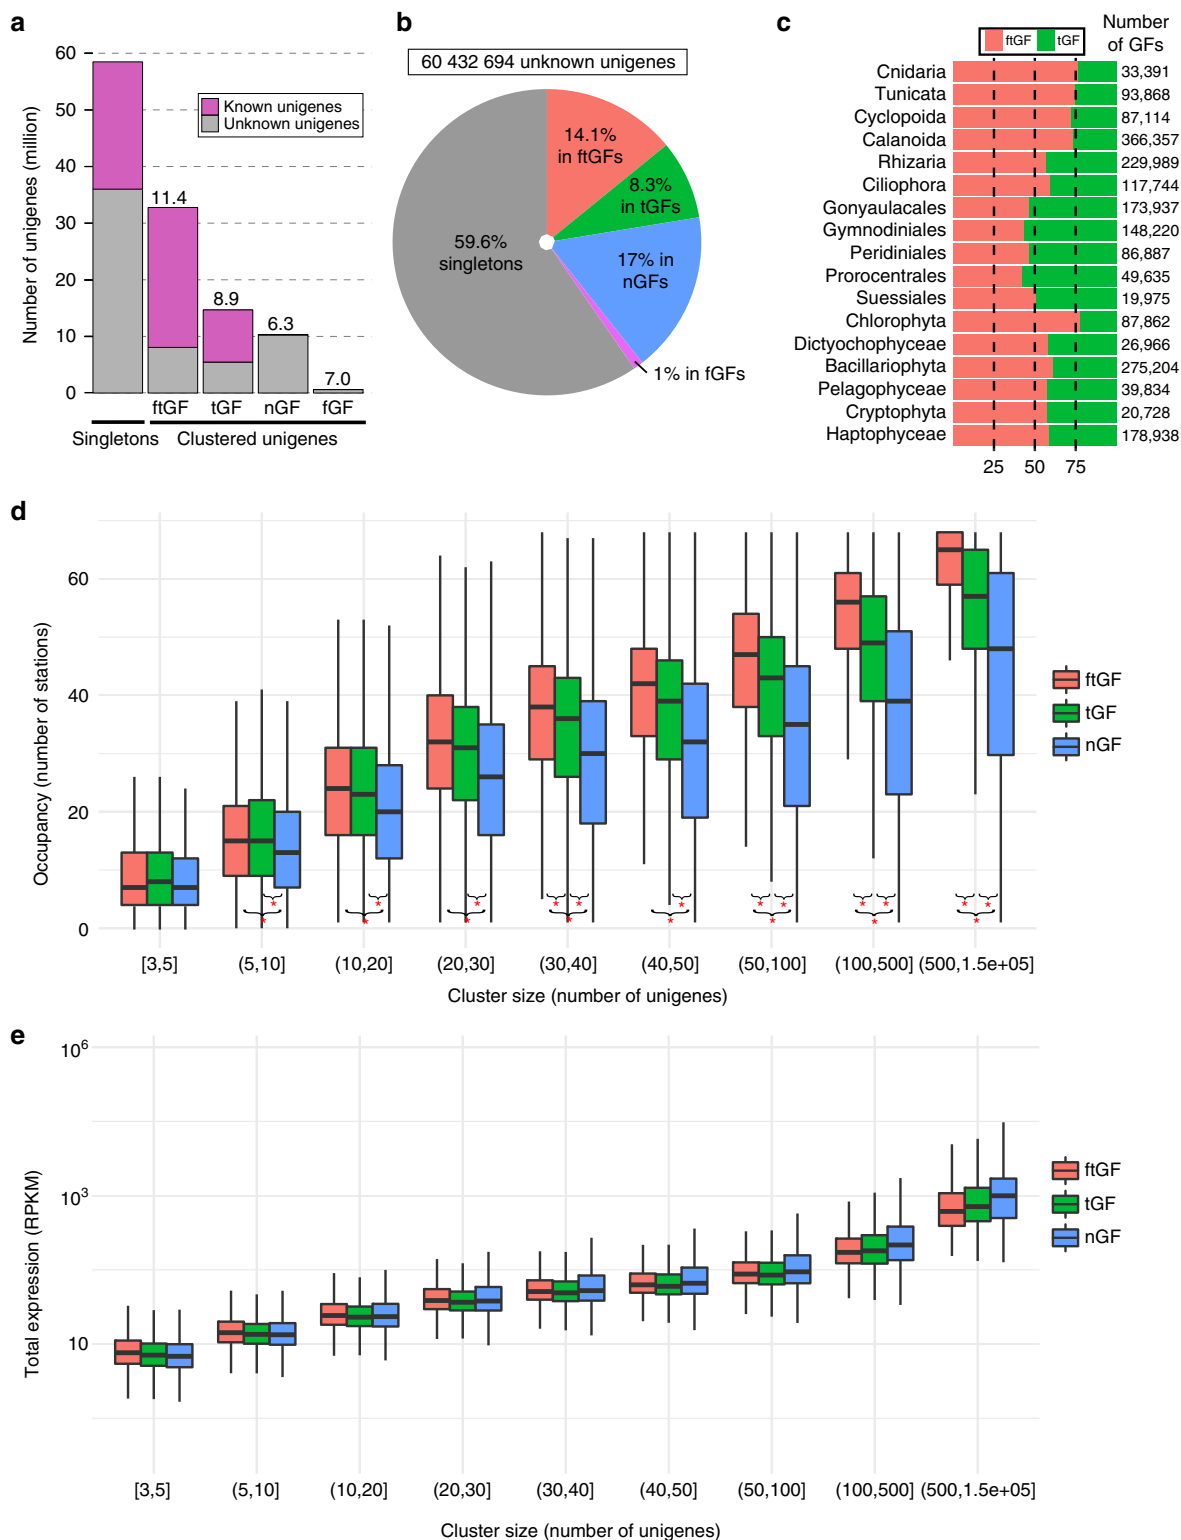 a
Number of unigenes (million)
60
50
40
30
20
10
0
Known unigenes
Unknown unigenes
11.4
8.9
6.3
7.0
ftGF
tGF
nGF
fGF
Singletons
Clustered unigenes
b
60 432 694 unknown unigenes
14.1%
in ftGFs
8.3%
in tGFs
17% in
nGFs
1% in fGFs
59.6%
singletons
c
ftGF
tGF
Number
of GFs
Cnidaria 33,391
Tunicata 93,868
Cyclopoida 87,114
Calanoida 366,357
Rhizaria 229,989
Ciliophora 117,744
Gonyaulacales 173,937
Gymnodiniales 148,220
Peridiniales 86,887
Prorocentrales 49,635
Suessiales 19,975
Chlorophyta 87,862
Dictyochophyceae 26,966
Bacillariophyta 275,204
Pelagophyceae 39,834
Cryptophyta 20,728
Haptophyceae 178,938
25 50 75
d
Occupancy (number of stations)
60
40
20
0
[3,5] (5,10] (10,20] (20,30] (30,40] (40,50] (50,100] (100,500] (500,1.5e+05]
Cluster size (number of unigenes)
ftGF
tGF
nGF
e
Total expression (RPKM)
10⁶
10³
10
[3,5] (5,10] (10,20] (20,30] (30,40] (40,50] (50,100] (100,500] (500,1.5e+05]
Cluster size (number of unigenes)
ftGF
tGF
nGF